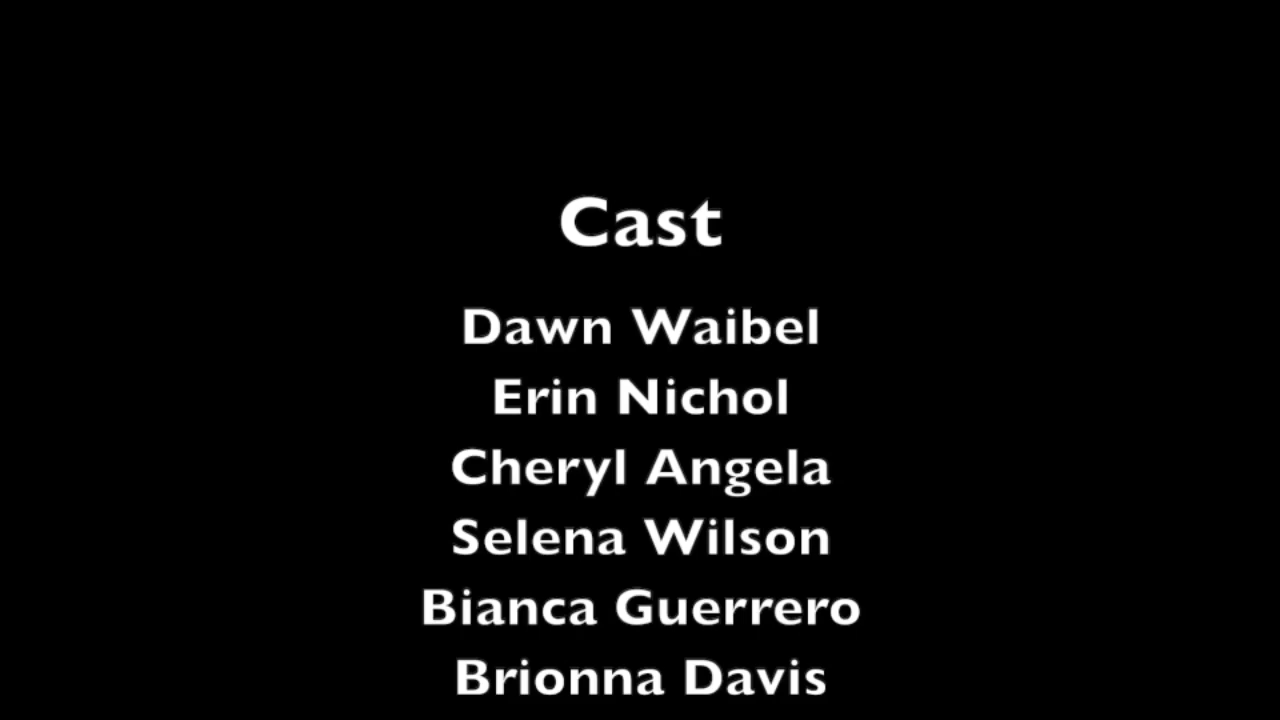 Cast
Dawn Waibel
Erin Nichol
Cheryl Angela
Selena Wilson
Bianca Guerrero
Brionna Davis